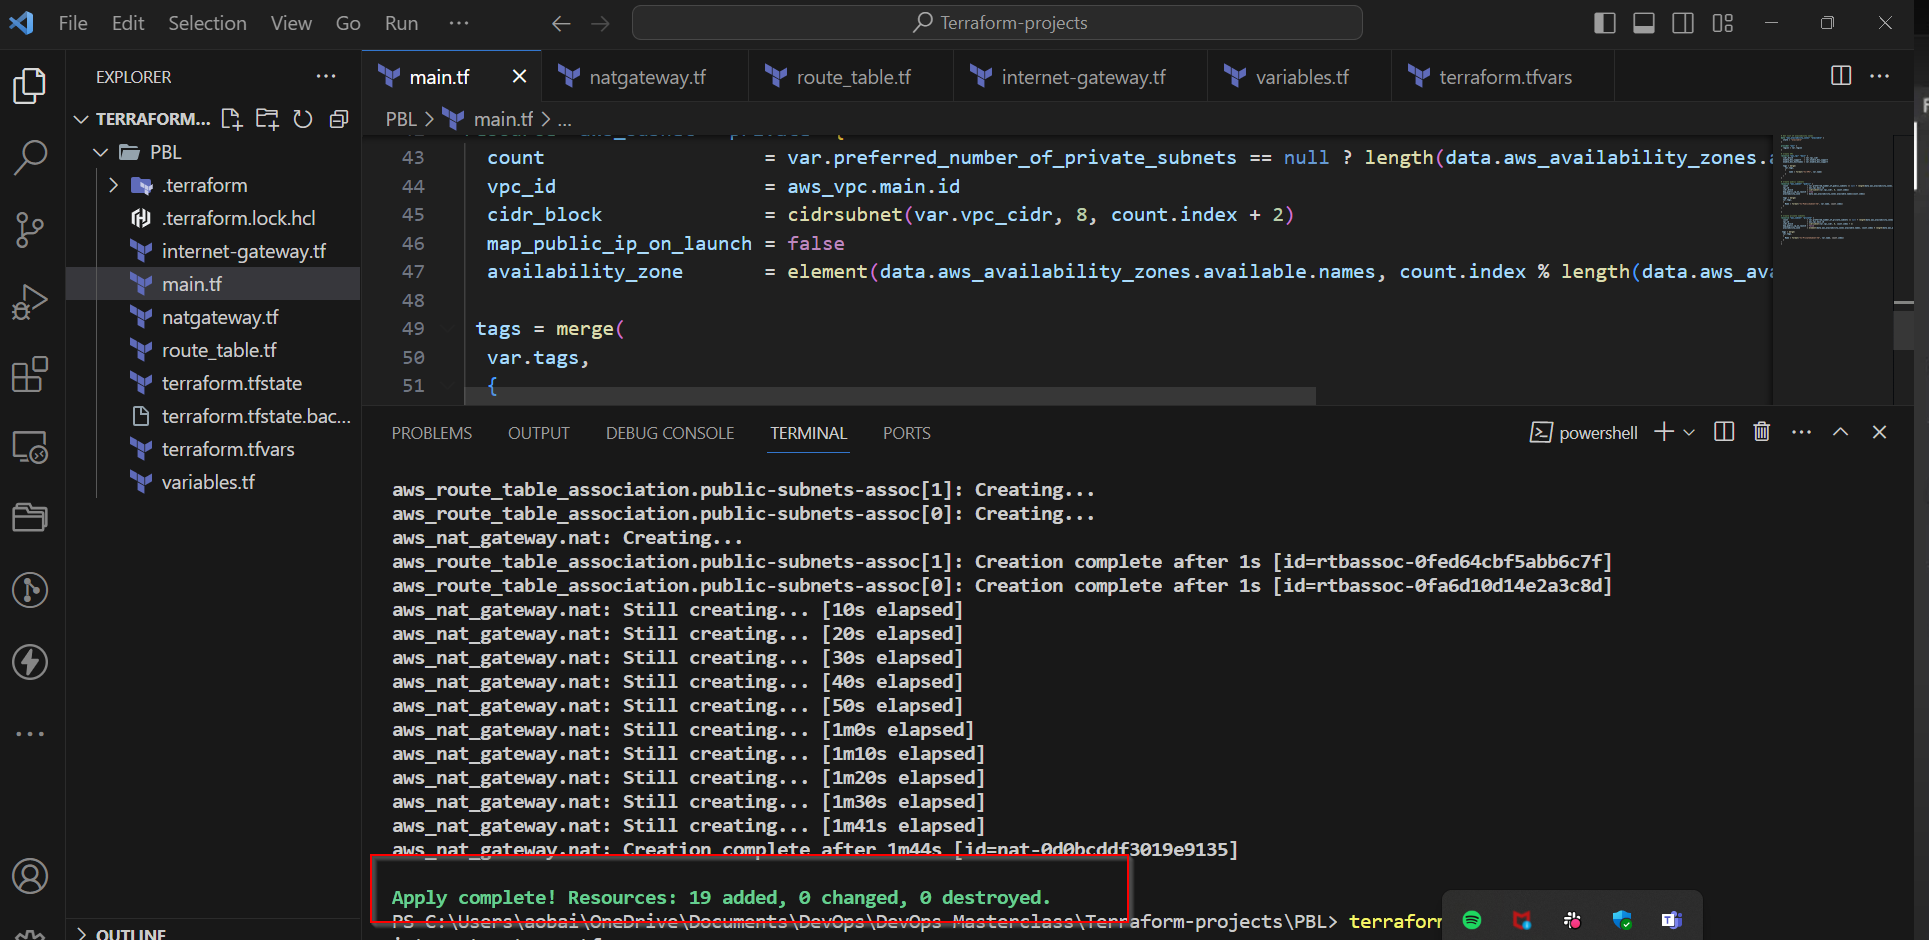 File Edit Selection View Go Run ···
Terraform-projects
EXPLORER ···
TERRAFORM...
PBL
.terraform
.terraform.lock.hcl
internet-gateway.tf
main.tf
natgateway.tf
route_table.tf
terraform.tfstate
terraform.tfstate.bac...
terraform.tfvars
variables.tf
OUTLINE
main.tf natgateway.tf route_table.tf internet-gateway.tf variables.tf terraform.tfvars
PBL > main.tf > ...
43 count = var.preferred_number_of_private_subnets == null ? length(data.aws_availability_zones.
44 vpc_id = aws_vpc.main.id
45 cidr_block = cidrsubnet(var.vpc_cidr, 8, count.index + 2)
46 map_public_ip_on_launch = false
47 availability_zone = element(data.aws_availability_zones.available.names, count.index % length(data.aws_ava
48
49 tags = merge(
50 var.tags,
51 {
PROBLEMS OUTPUT DEBUG CONSOLE TERMINAL PORTS
powershell
aws_route_table_association.public-subnets-assoc[1]: Creating...
aws_route_table_association.public-subnets-assoc[0]: Creating...
aws_nat_gateway.nat: Creating...
aws_route_table_association.public-subnets-assoc[1]: Creation complete after 1s [id=rtbassoc-0fed64cbf5abb6c7f]
aws_route_table_association.public-subnets-assoc[0]: Creation complete after 1s [id=rtbassoc-0fa6d10d14e2a3c8d]
aws_nat_gateway.nat: Still creating... [10s elapsed]
aws_nat_gateway.nat: Still creating... [20s elapsed]
aws_nat_gateway.nat: Still creating... [30s elapsed]
aws_nat_gateway.nat: Still creating... [40s elapsed]
aws_nat_gateway.nat: Still creating... [50s elapsed]
aws_nat_gateway.nat: Still creating... [1m0s elapsed]
aws_nat_gateway.nat: Still creating... [1m10s elapsed]
aws_nat_gateway.nat: Still creating... [1m20s elapsed]
aws_nat_gateway.nat: Still creating... [1m30s elapsed]
aws_nat_gateway.nat: Still creating... [1m41s elapsed]
aws_nat_gateway.nat: Creation complete after 1m44s [id=nat-0d0bcddf3019e9135]
Apply complete! Resources: 19 added, 0 changed, 0 destroyed.
PS C:\Users\aobai\OneDrive\Documents\DevOps\DevOps Masterclass\Terraform-projects\PBL> terraform